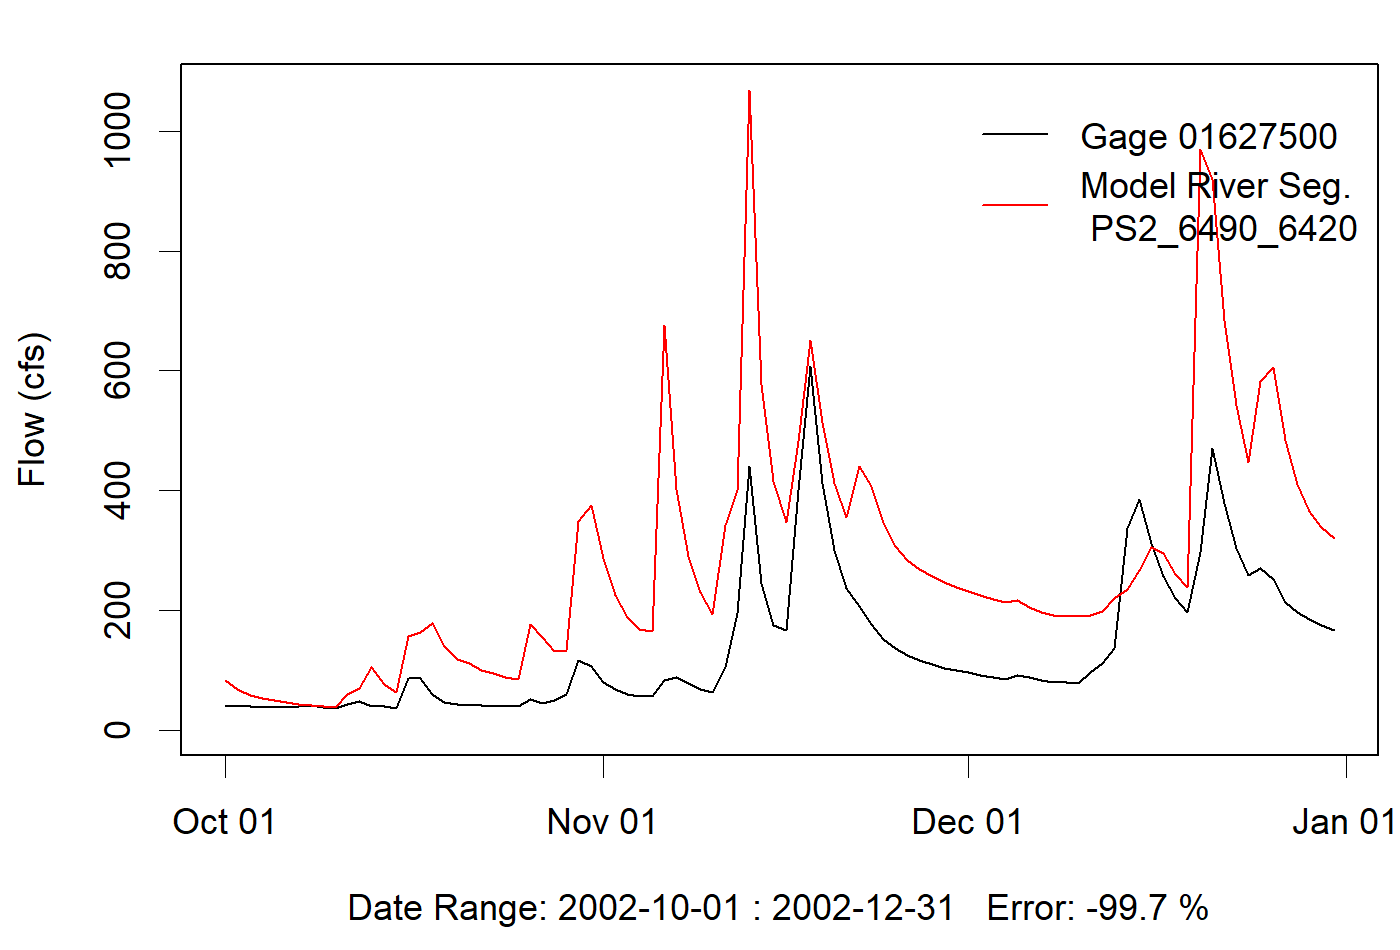 Gage 01627500
Model River Seg.
PS2_6490_6420
Flow (cfs)
1000
800
600
400
200
0
Oct 01
Nov 01
Dec 01
Jan 01
Date Range: 2002-10-01 : 2002-12-31 Error: -99.7 %